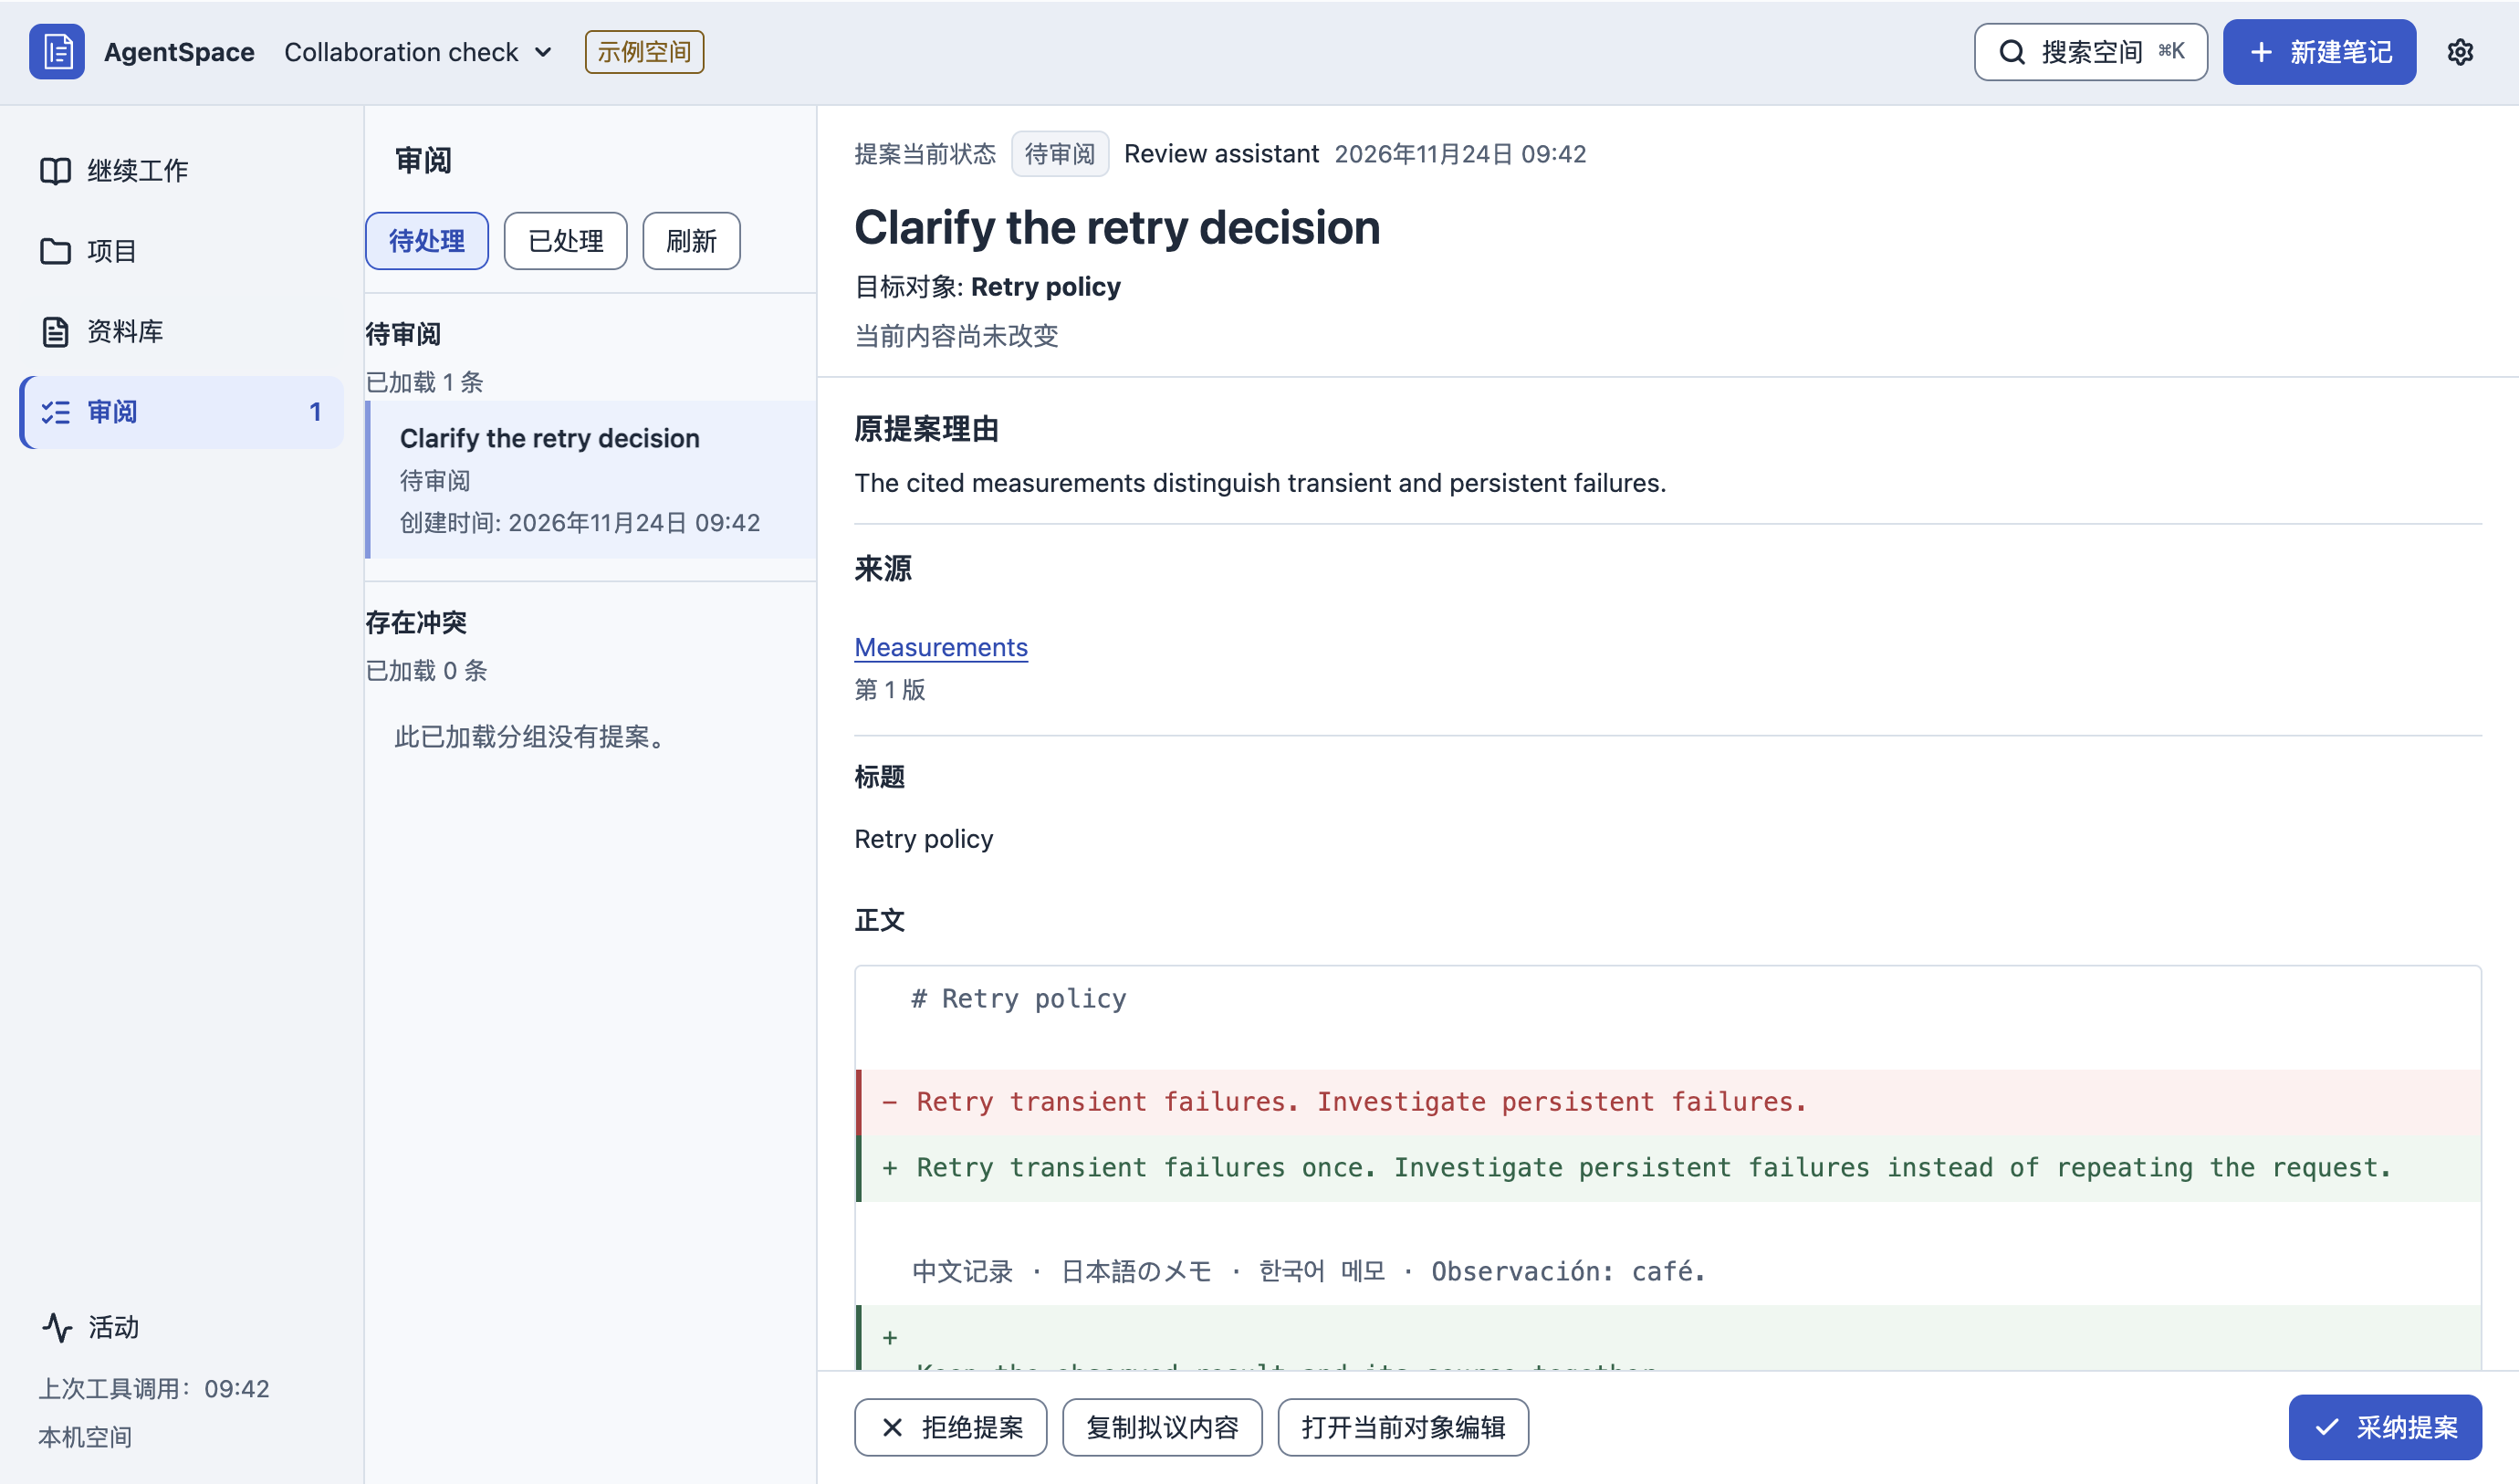 AgentSpace Collaboration check 示例空间 搜索空间 ⌘K + 新建笔记
继续工作
项目
资料库
审阅 1
活动
上次工具调用: 09:42
本机空间
审阅
待处理 已处理 刷新
待审阅
已加载 1 条
Clarify the retry decision
待审阅
创建时间: 2026年11月24日 09:42
存在冲突
已加载 0 条
此已加载分组没有提案。
提案当前状态 待审阅 Review assistant 2026年11月24日 09:42
Clarify the retry decision
目标对象: Retry policy
当前内容尚未改变
原提案理由
The cited measurements distinguish transient and persistent failures.
来源
Measurements
第 1 版
标题
Retry policy
正文
# Retry policy
− Retry transient failures. Investigate persistent failures.
+ Retry transient failures once. Investigate persistent failures instead of repeating the request.
中文记录 · 日本語のメモ · 한국어 메모 · Observación: café.
+
Keep the observed result and its source together
拒绝提案 复制拟议内容 打开当前对象编辑 采纳提案